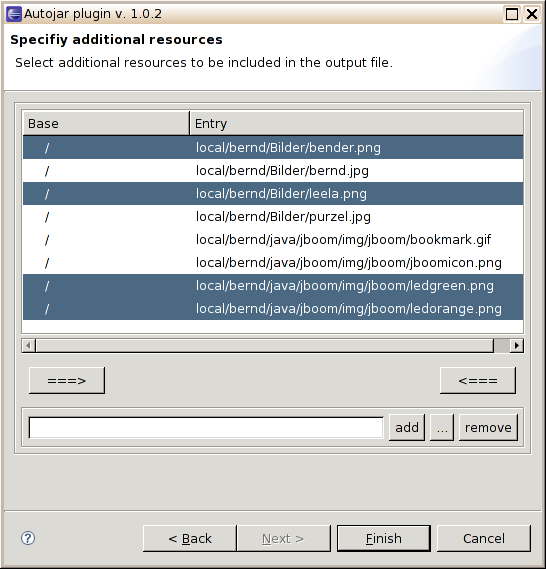 Autojar plugin v. 1.0.2
Specifiy additional resources
Select additional resources to be included in the output file.
Base Entry
/ local/bernd/Bilder/bender.png
/ local/bernd/Bilder/bernd.jpg
/ local/bernd/Bilder/leela.png
/ local/bernd/Bilder/purzel.jpg
/ local/bernd/java/jboom/img/jboom/bookmark.gif
/ local/bernd/java/jboom/img/jboom/jboomicon.png
/ local/bernd/java/jboom/img/jboom/ledgreen.png
/ local/bernd/java/jboom/img/jboom/ledorange.png
===> <===
add ... remove
? < Back Next > Finish Cancel